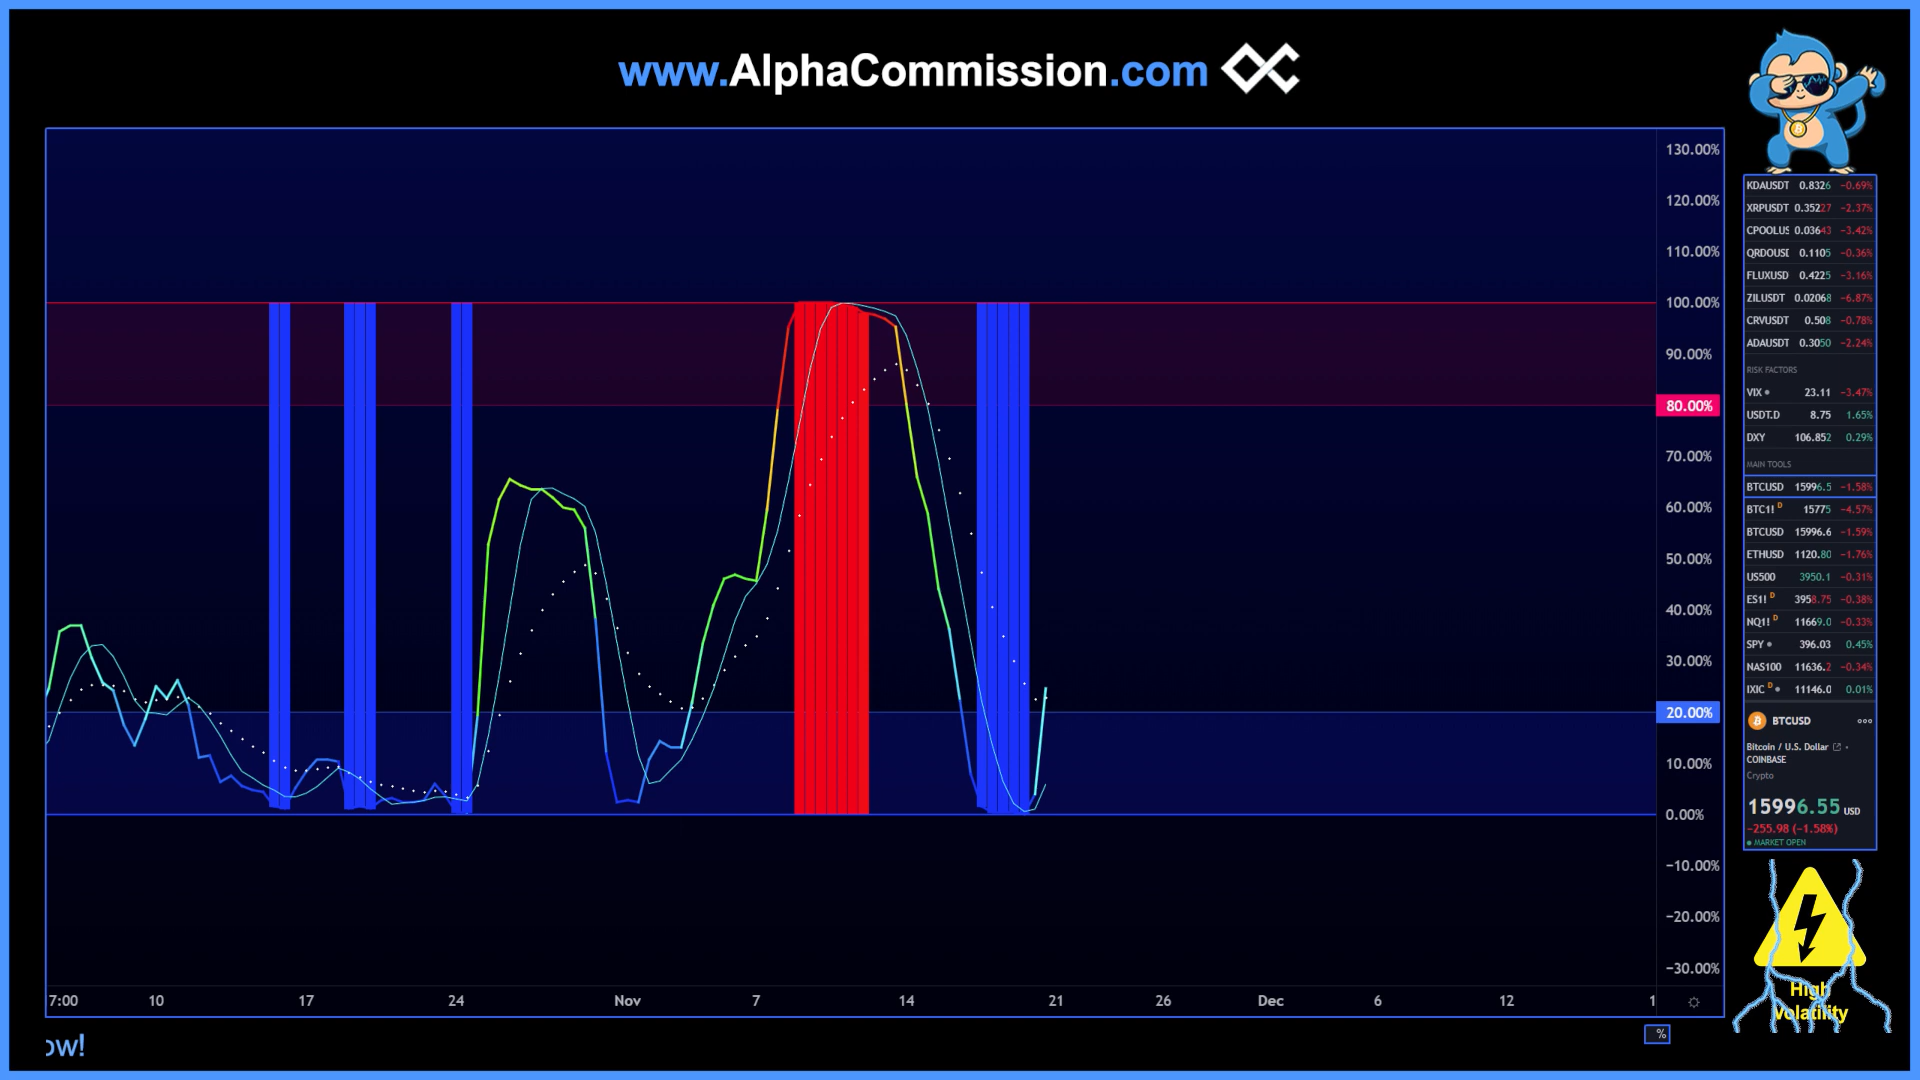 www.AlphaCommission.com
130.00%
120.00%
110.00%
100.00%
90.00%
80.00%
70.00%
60.00%
50.00%
40.00%
30.00%
20.00%
10.00%
0.00%
−10.00%
−20.00%
−30.00%
7:00 10 17 24 Nov 7 14 21 26 Dec 6 12 1
%
ow!
KDAUSDT 0.8326 −0.69%
XRPUSDT 0.35227 −2.37%
CPOOLUS 0.03643 −3.42%
QRDOUSI 0.1105 −0.36%
FLUXUSD 0.4225 −3.16%
ZILUSDT 0.02068 −6.87%
CRVUSDT 0.508 −0.78%
ADAUSDT 0.3050 −2.24%
RISK FACTORS
VIX 23.11 −3.47%
USDT.D 8.75 1.65%
DXY 106.852 0.29%
MAIN TOOLS
BTCUSD 15996.5 −1.58%
BTC1! D 15775 −4.57%
BTCUSD 15996.6 −1.59%
ETHUSD 1120.80 −1.76%
US500 3950.1 −0.31%
ES1! D 3958.75 −0.38%
NQ1! D 11669.0 −0.33%
SPY 396.03 0.45%
NAS100 11636.2 −0.34%
IXIC D 11146.0 0.01%
BTCUSD
Bitcoin / U.S. Dollar
COINBASE
Crypto
15996.55 USD
−255.98 (−1.58%)
MARKET OPEN
High
Volatility